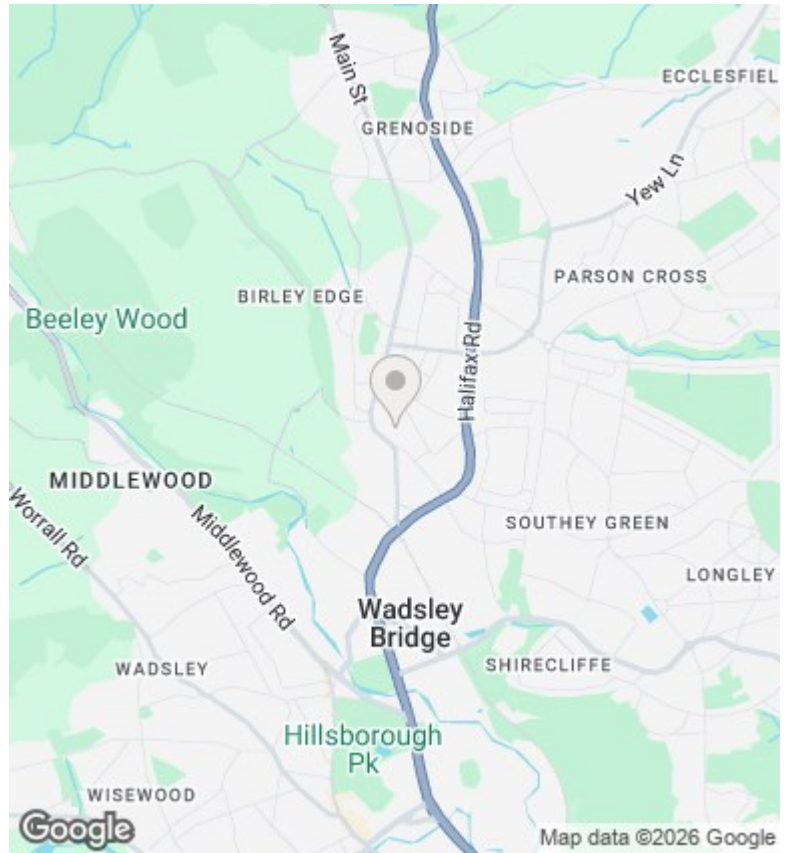 Main St
ECCLESFIEL
GRENOSIDE
Yew Ln
PARSON CROSS
BIRLEY EDGE
Beeley Wood
Halifax Rd
MIDDLEWOOD
Worrall Rd
Middlewood Rd
SOUTHEY GREEN
LONGLEY
Wadsley
Bridge
WADSLEY
SHIRECLIFFE
Hillsborough
Pk
WISEWOOD
Google
Map data ©2026 Google